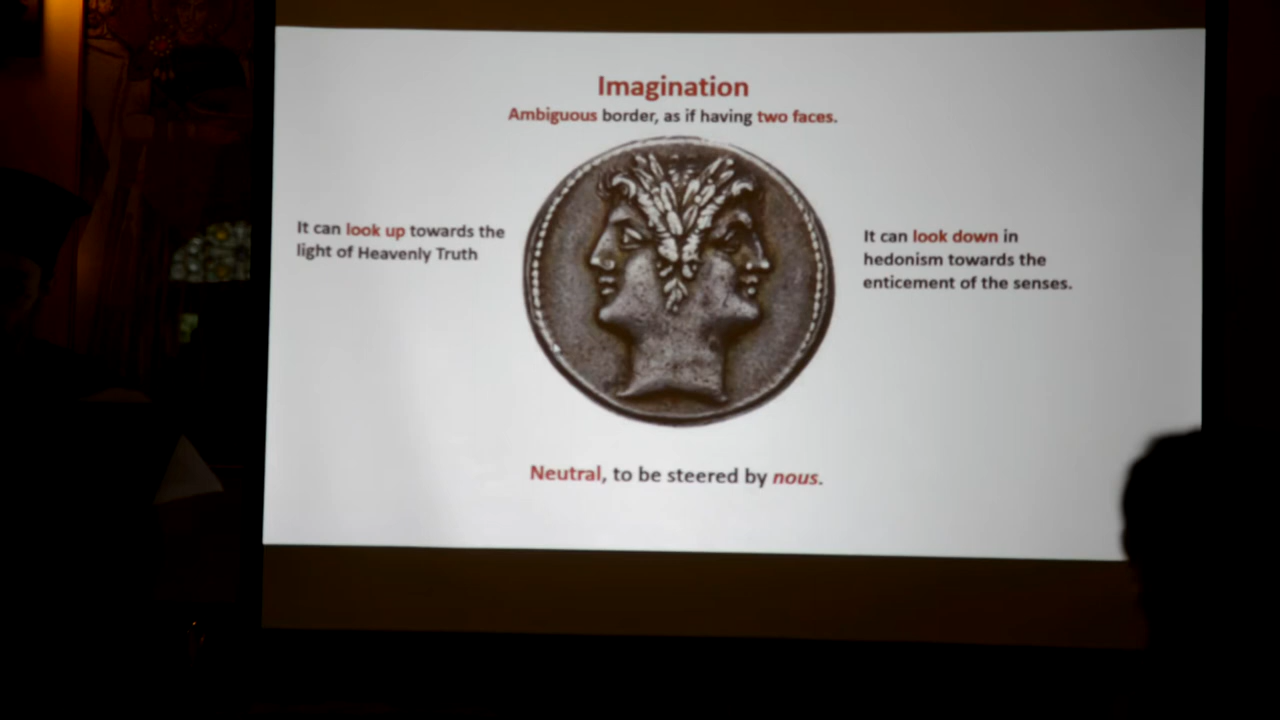 Imagination
Ambiguous border, as if having two faces.
It can look up towards the
light of Heavenly Truth
It can look down in
hedonism towards the
enticement of the senses.
Neutral, to be steered by nous.